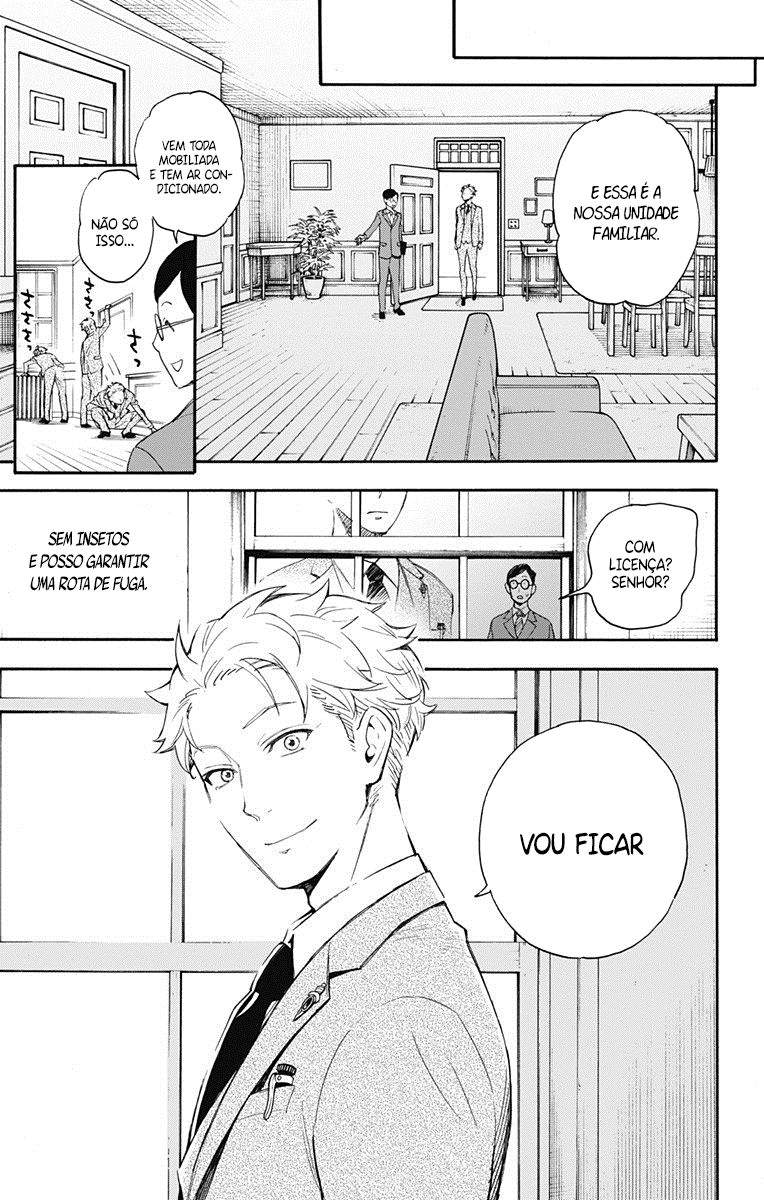 E ESSA É A
NOSSA UNIDADE
FAMILIAR.
VEM TODA
MOBILIADA
E TEM AR CON-
DICIONADO.
NÃO SÓ
ISSO...
COM
LICENÇA?
SENHOR?
SEM INSETOS
E POSSO GARANTIR
UMA ROTA DE FUGA.
VOU FICAR